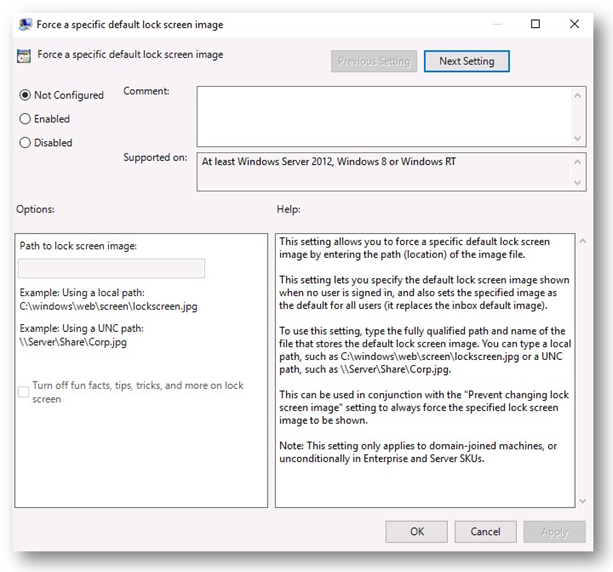 Force a specific default lock screen image
Force a specific default lock screen image
Previous Setting
Next Setting
Not Configured
Comment:
Enabled
Disabled
Supported on:
At least Windows Server 2012, Windows 8 or Windows RT
Options:
Help:
Path to lock screen image:
Example: Using a local path:
C:\windows\web\screen\lockscreen.jpg
Example: Using a UNC path:
\\Server\Share\Corp.jpg
Turn off fun facts, tips, tricks, and more on lock
screen
This setting allows you to force a specific default lock screen
image by entering the path (location) of the image file.
This setting lets you specify the default lock screen image shown
when no user is signed in, and also sets the specified image as
the default for all users (it replaces the inbox default image).
To use this setting, type the fully qualified path and name of the
file that stores the default lock screen image. You can type a local
path, such as C:\windows\web\screen\lockscreen.jpg or a UNC
path, such as \\Server\Share\Corp.jpg.
This can be used in conjunction with the "Prevent changing lock
screen image" setting to always force the specified lock screen
image to be shown.
Note: This setting only applies to domain-joined machines, or
unconditionally in Enterprise and Server SKUs.
OK
Cancel
Apply